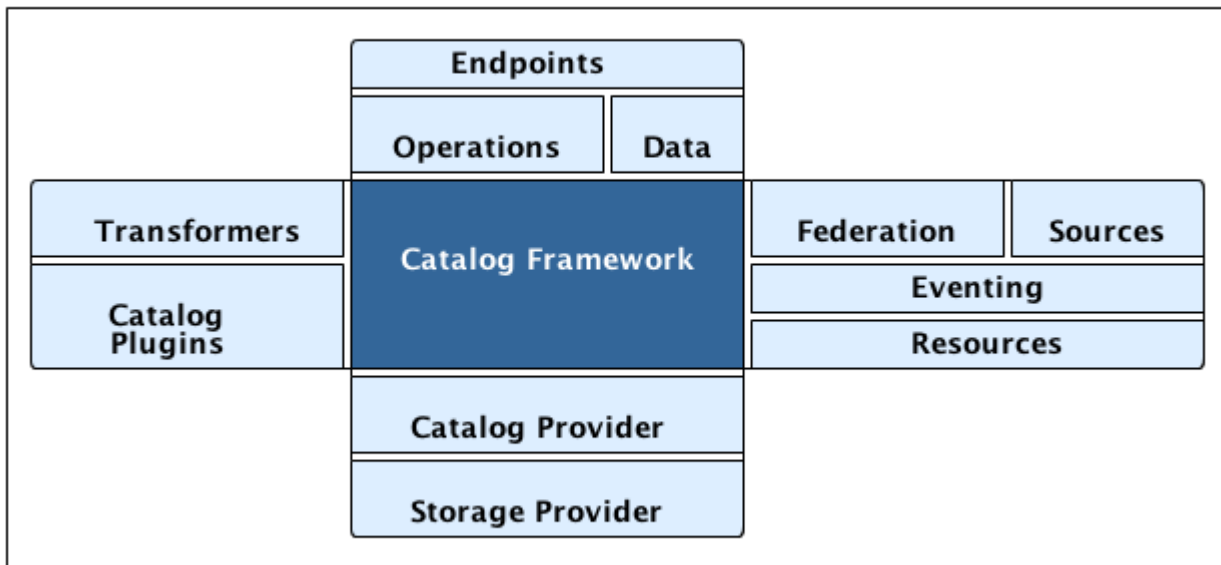 Endpoints
Operations
Data
Transformers
Catalog Framework
Federation
Sources
Eventing
Catalog
Plugins
Resources
Catalog Provider
Storage Provider